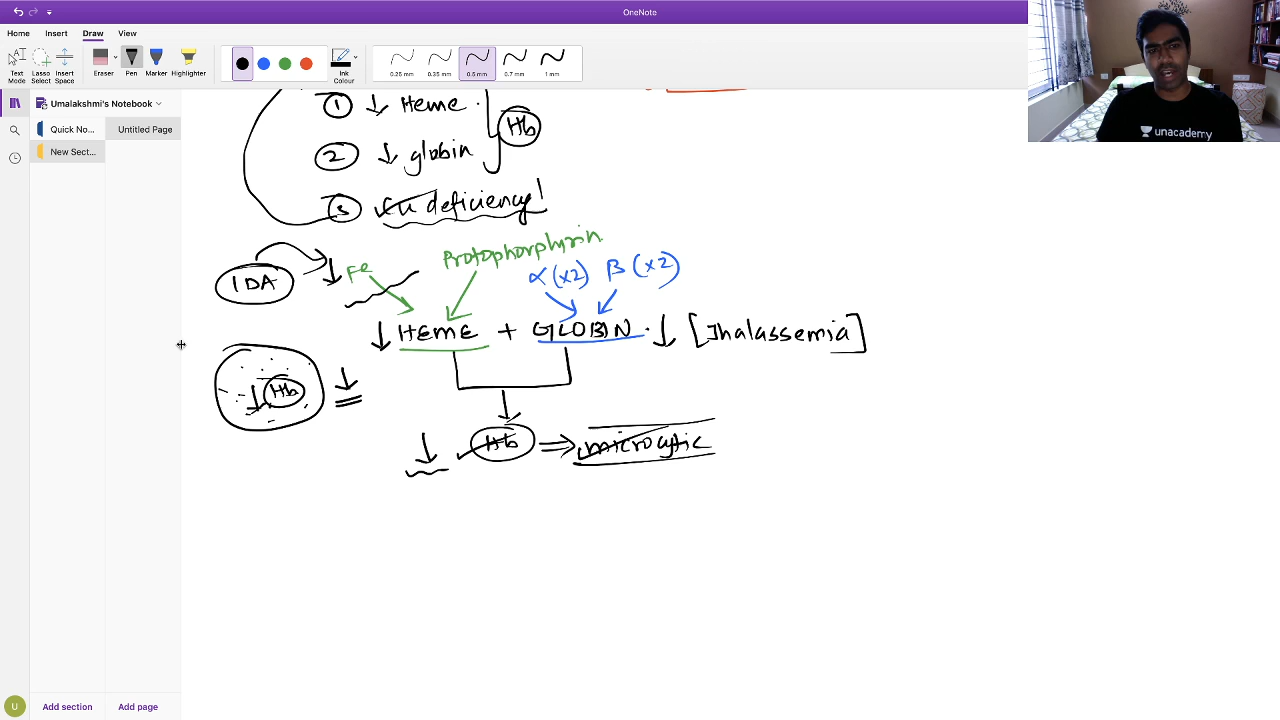 OneNote
Home Insert Draw View
Text Mode
Lasso Select
Insert Space
Eraser
Pen
Marker
Highlighter
Ink Colour
0.25 mm
0.35 mm
0.5 mm
0.7 mm
1 mm
Umalakshmi's Notebook
Quick No...
Untitled Page
New Sect...
1 ↓ Heme
Hb
2 ↓ globin
3 Cu deficiency!
unacademy
Protophorphyrin
IDA ↓ Fe
α (x2) β (x2)
↓ HEME + GLOBIN ↓ [Thalassemia]
↓ Hb ↓
↓ Hb ⇒ microcytic
U
Add section
Add page